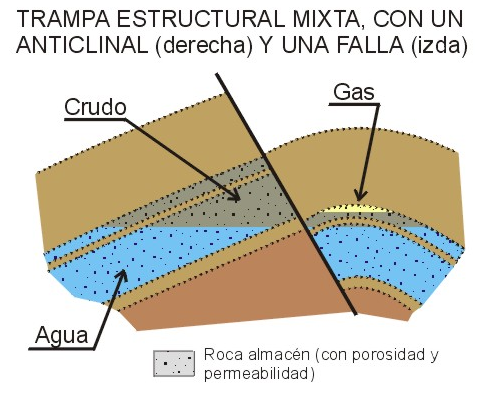 TRAMPA ESTRUCTURAL MIXTA, CON UN
ANTICLINAL (derecha) Y UNA FALLA (izda)
Crudo
Gas
Agua
Roca almacén (con porosidad y
permeabilidad)